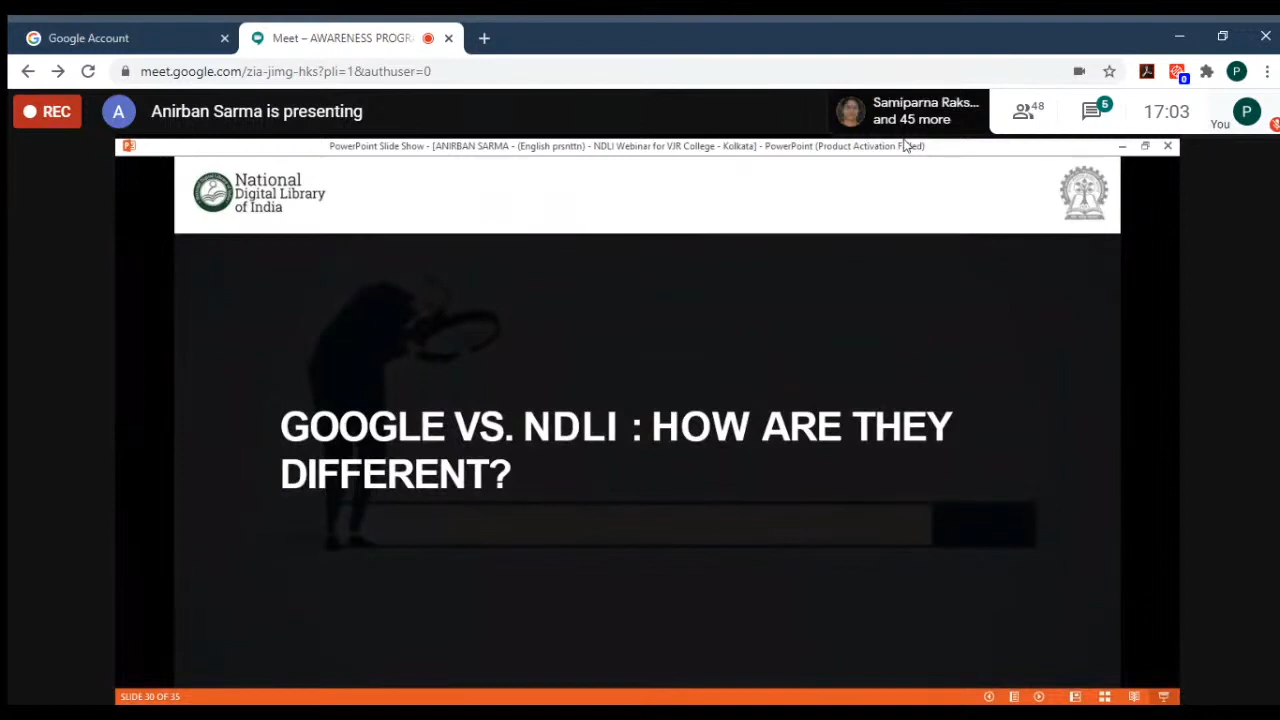 Google Account
Meet – AWARENESS PROGR
meet.google.com/zia-jimg-hks?pli=1&authuser=0
0
P
REC
A
Anirban Sarma is presenting
Samiparna Raks...
and 45 more
48
5
17:03
You
P
PowerPoint Slide Show - [ANIRBAN SARMA - (English prsnttn) - NDLI Webinar for VJR College - Kolkata] - PowerPoint (Product Activation F ed)
National
Digital Library
of India
GOOGLE VS. NDLI : HOW ARE THEY
DIFFERENT?
SLIDE 30 OF 35